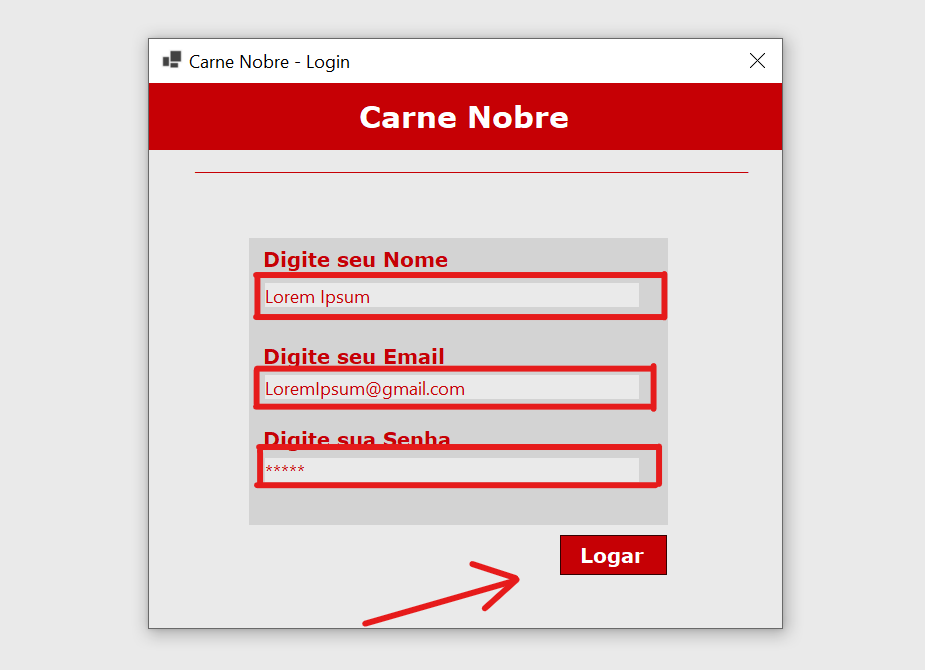 Carne Nobre - Login
Carne Nobre
Digite seu Nome
Lorem Ipsum
Digite seu Email
LoremIpsum@gmail.com
Digite sua Senha
*****
Logar